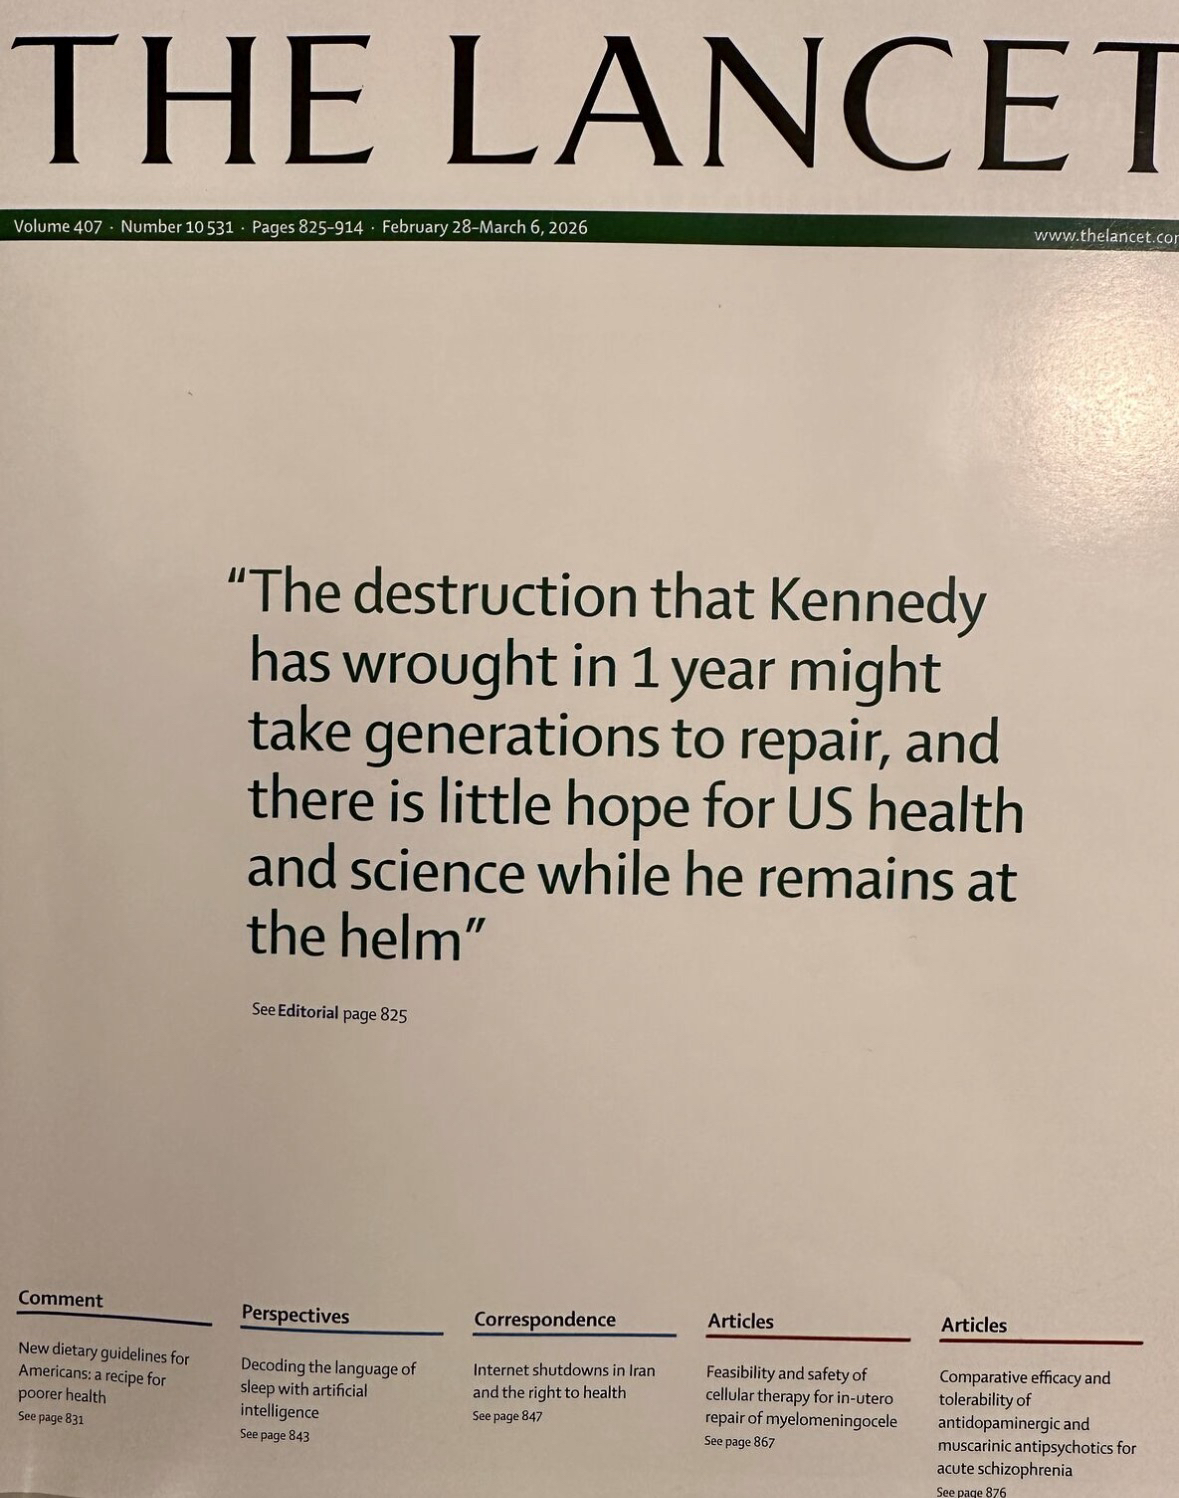 THE LANCET
Volume 407 · Number 10 531 · Pages 825–914 · February 28–March 6, 2026
www.thelancet.co
“The destruction that Kennedy
has wrought in 1 year might
take generations to repair, and
there is little hope for US health
and science while he remains at
the helm”
See Editorial page 825
Comment
New dietary guidelines for
Americans: a recipe for
poorer health
See page 831
Perspectives
Decoding the language of
sleep with artificial
intelligence
See page 843
Correspondence
Internet shutdowns in Iran
and the right to health
See page 847
Articles
Feasibility and safety of
cellular therapy for in-utero
repair of myelomeningocele
See page 867
Articles
Comparative efficacy and
tolerability of
antidopaminergic and
muscarinic antipsychotics for
acute schizophrenia
See page 876